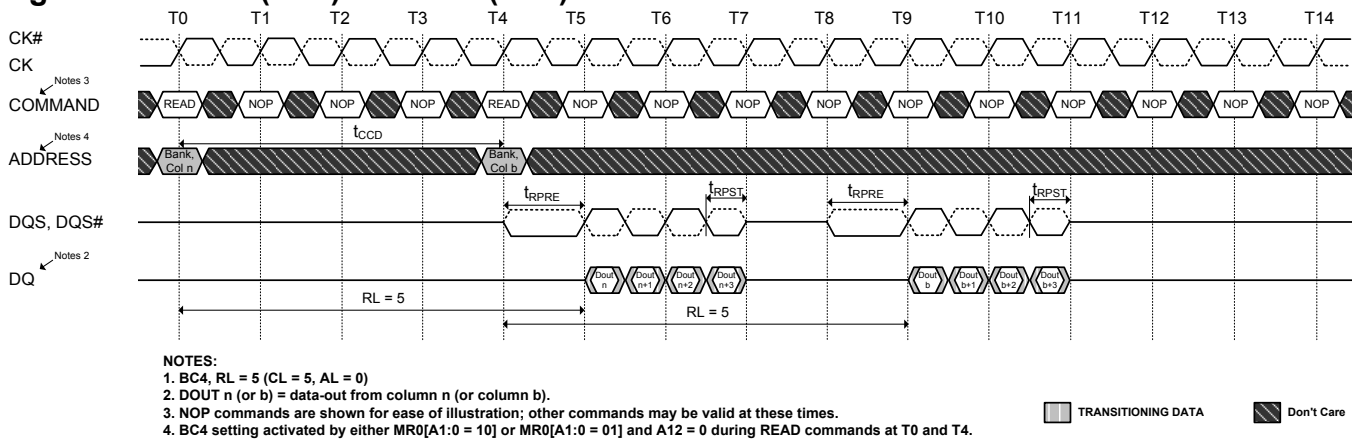 T0 T1 T2 T3 T4 T5 T6 T7 T8 T9 T10 T11 T12 T13 T14
CK#
CK
Notes 3
COMMAND READ NOP NOP NOP READ NOP NOP NOP NOP NOP NOP NOP NOP NOP NOP
tCCD
Notes 4
ADDRESS Bank, Col n Bank, Col b
tRPRE tRPST tRPRE tRPST
DQS, DQS#
Notes 2
DQ Dout n Dout n+1 Dout n+2 Dout n+3 Dout b Dout b+1 Dout b+2 Dout b+3
RL = 5
RL = 5
NOTES:
1. BC4, RL = 5 (CL = 5, AL = 0)
2. DOUT n (or b) = data-out from column n (or column b).
3. NOP commands are shown for ease of illustration; other commands may be valid at these times.
4. BC4 setting activated by either MR0[A1:0 = 10] or MR0[A1:0 = 01] and A12 = 0 during READ commands at T0 and T4.
TRANSITIONING DATA Don't Care